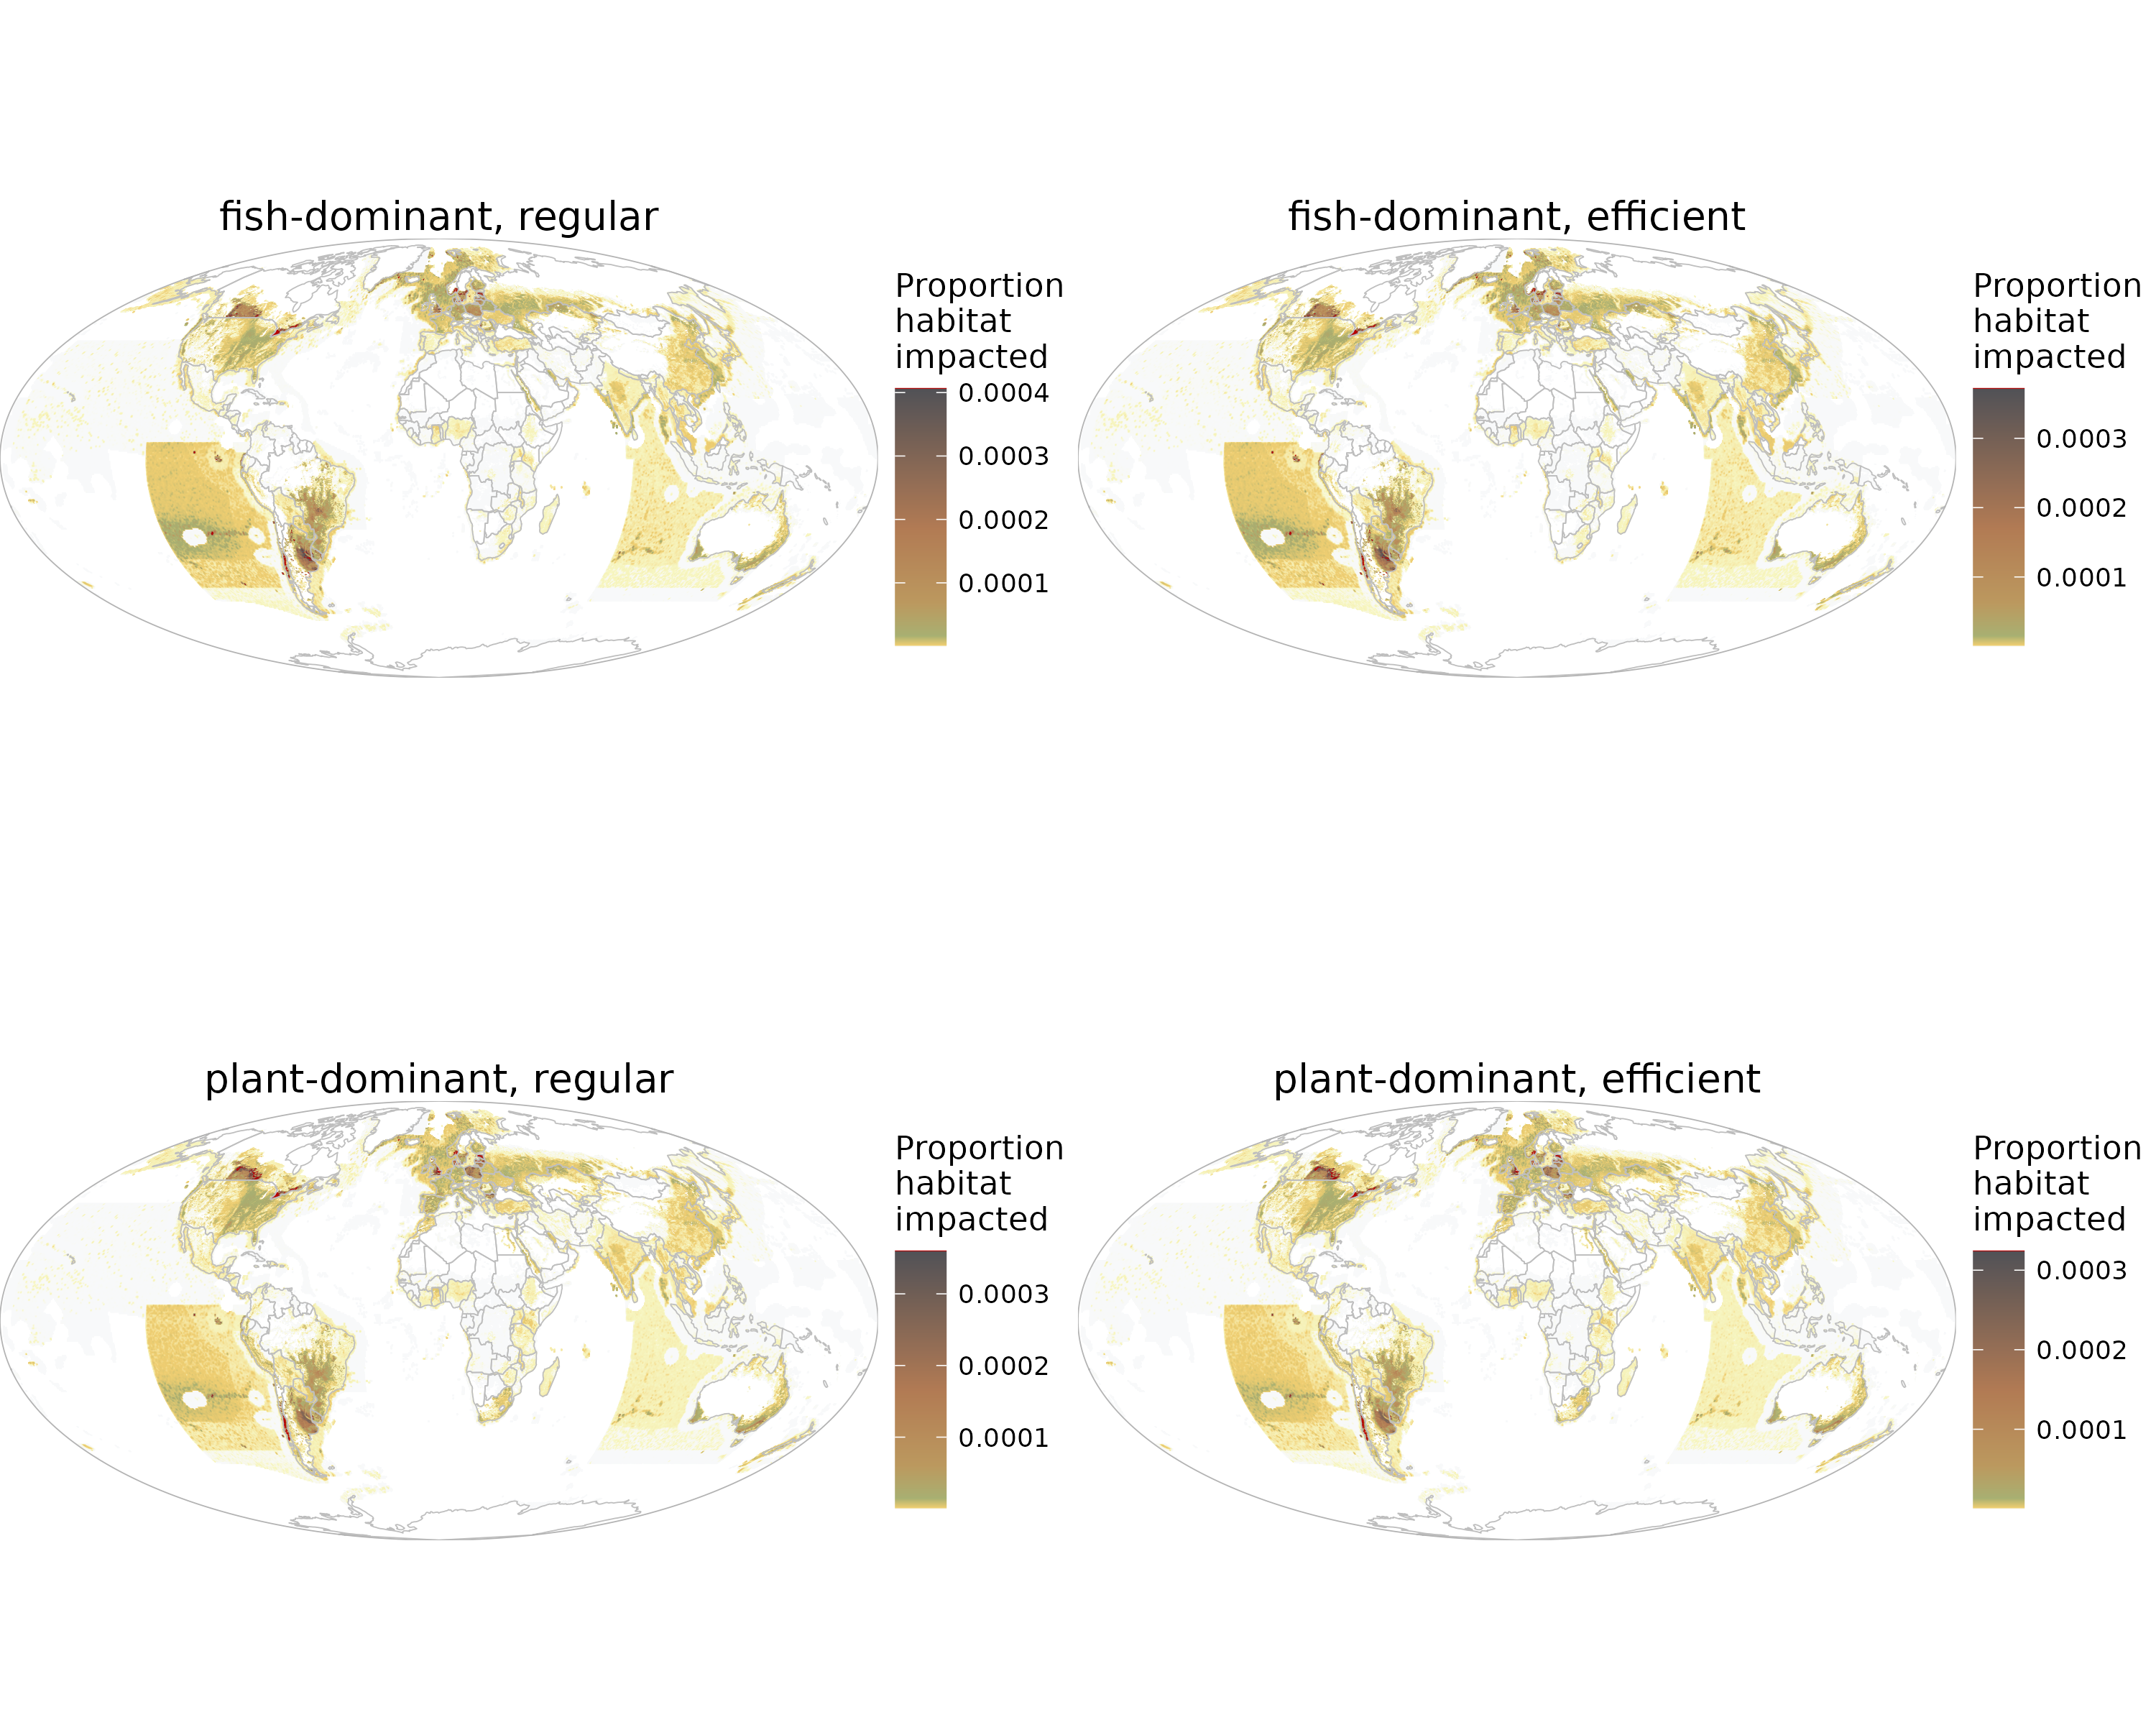 fish-dominant, regular
Proportion
habitat
impacted
0.0004
0.0003
0.0002
0.0001
fish-dominant, efficient
Proportion
habitat
impacted
0.0003
0.0002
0.0001
plant-dominant, regular
Proportion
habitat
impacted
0.0003
0.0002
0.0001
plant-dominant, efficient
Proportion
habitat
impacted
0.0003
0.0002
0.0001